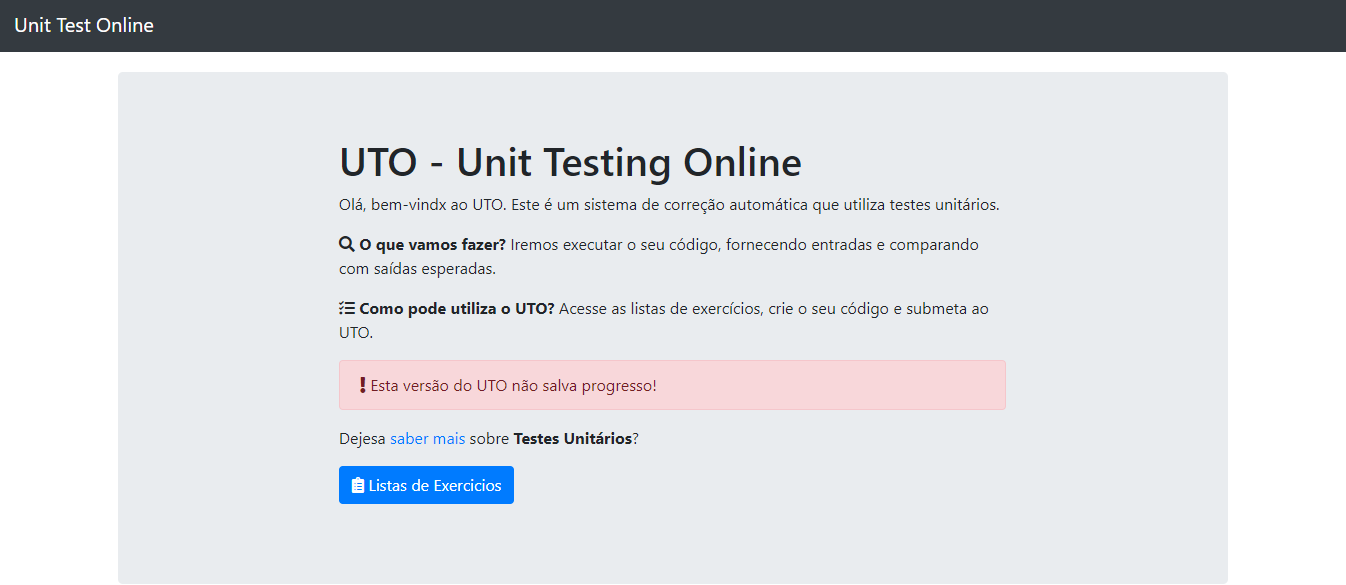 Unit Test Online
UTO - Unit Testing Online
Olá, bem-vindx ao UTO. Este é um sistema de correção automática que utiliza testes unitários.
O que vamos fazer? Iremos executar o seu código, fornecendo entradas e comparando
com saídas esperadas.
Como pode utiliza o UTO? Acesse as listas de exercícios, crie o seu código e submeta ao
UTO.
Esta versão do UTO não salva progresso!
Dejesa saber mais sobre Testes Unitários?
Listas de Exercicios